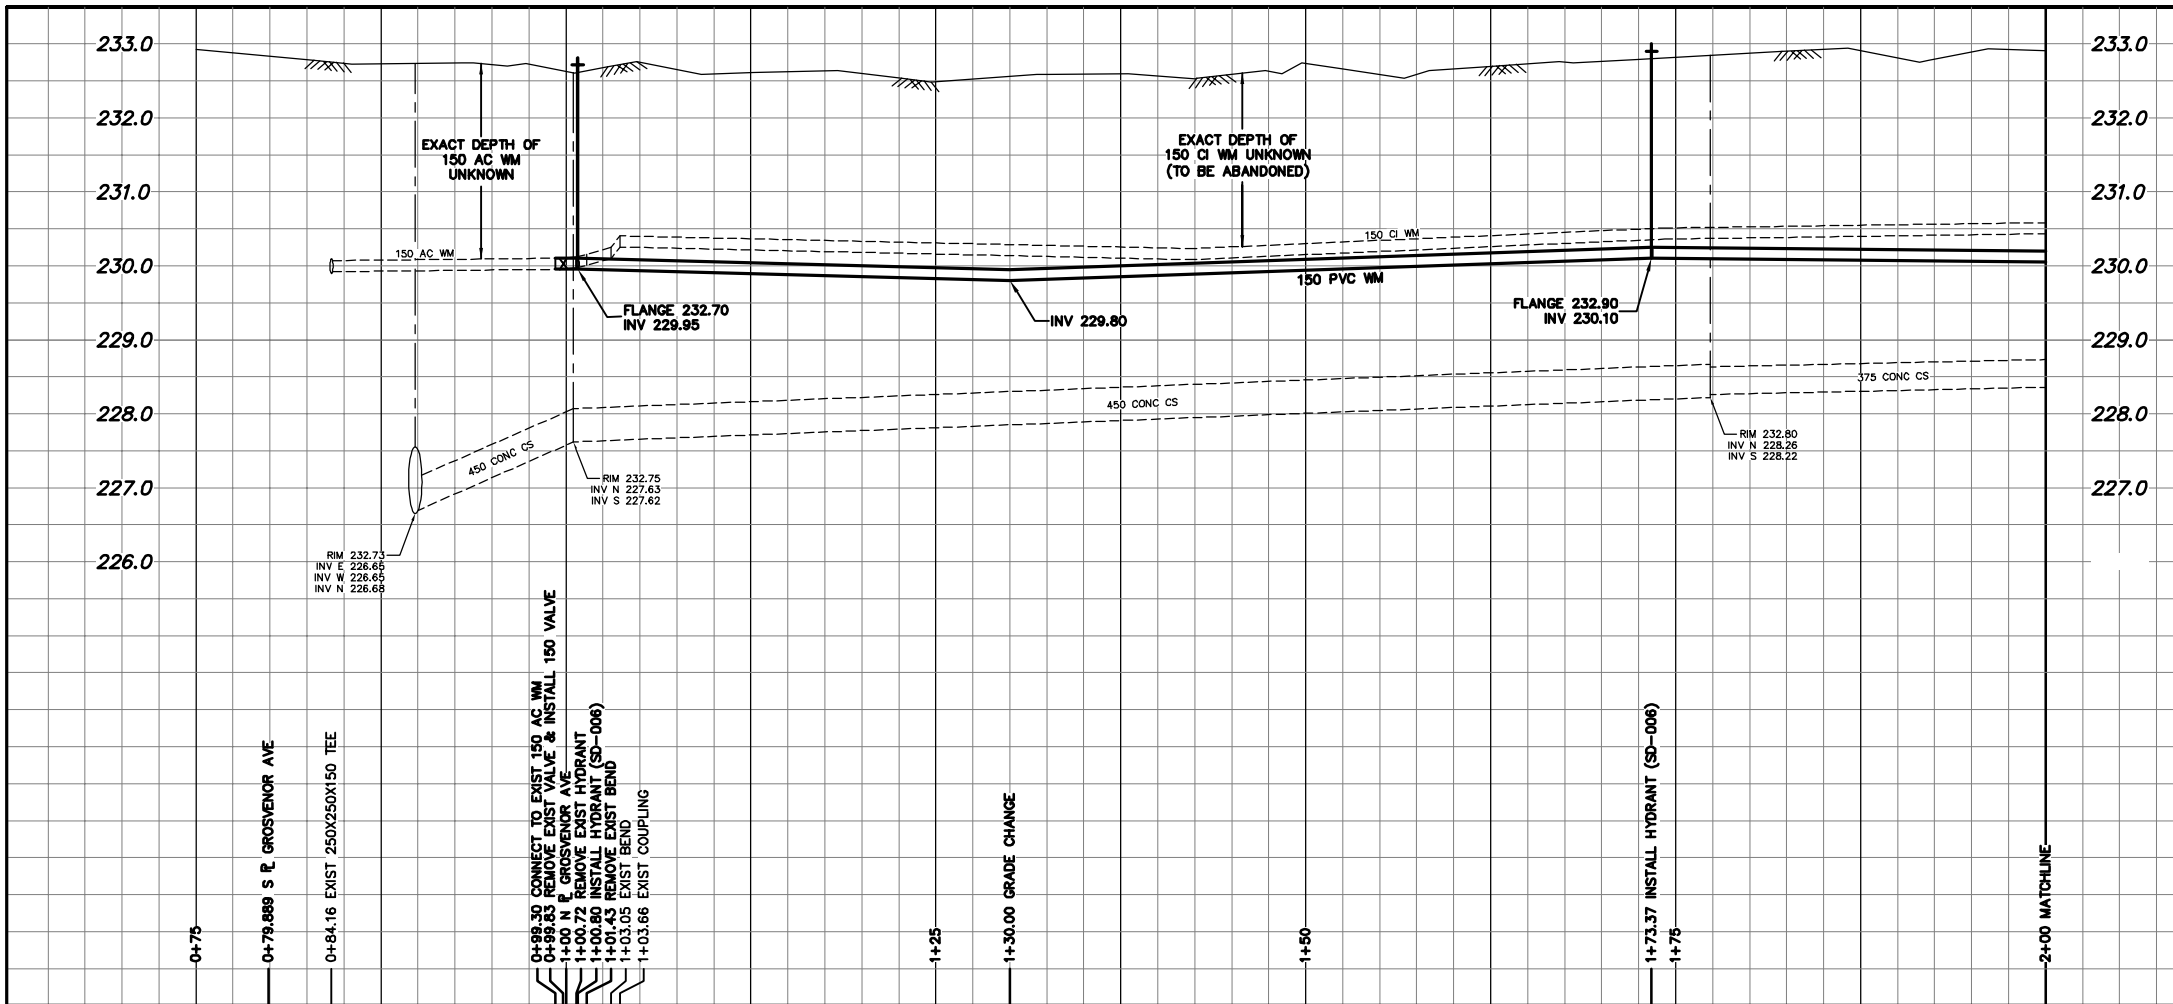 233.0
233.0
232.0
232.0
EXACT DEPTH OF
150 AC WM
UNKNOWN
EXACT DEPTH OF
150 CI WM UNKNOWN
(TO BE ABANDONED)
231.0
231.0
150 AC WM
150 CI WM
230.0
230.0
X
150 PVC WM
FLANGE 232.70
INV 229.95
INV 229.80
FLANGE 232.90
INV 230.10
229.0
229.0
375 CONC CS
450 CONC CS
228.0
228.0
450 CONC CS
RIM 232.80
INV N 228.26
INV S 228.22
RIM 232.75
INV N 227.63
INV S 227.62
227.0
227.0
RIM 232.73
INV E 226.65
INV W 226.65
INV N 226.68
226.0
0+75
0+79.889 S PL GROSVENOR AVE
0+84.16 EXIST 250X250X150 TEE
0+99.30 CONNECT TO EXIST 150 AC WM
0+99.83 REMOVE EXIST VALVE & INSTALL 150 VALVE
1+00 N PL GROSVENOR AVE
1+00.72 REMOVE EXIST HYDRANT
1+00.80 INSTALL HYDRANT (SD-006)
1+01.43 REMOVE EXIST BEND
1+03.05 EXIST BEND
1+03.66 EXIST COUPLING
1+25
1+30.00 GRADE CHANGE
1+50
1+73.37 INSTALL HYDRANT (SD-006)
1+75
2+00 MATCHLINE